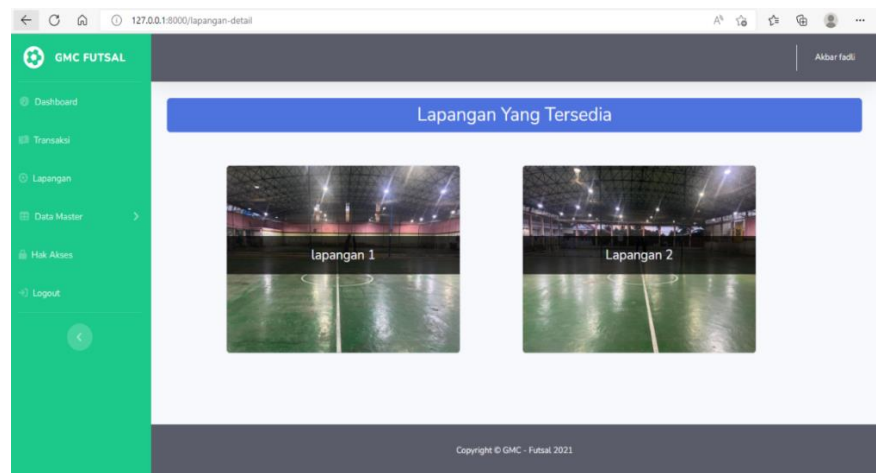 127.0.0.1:8000/lapangan-detail
GMC FUTSAL
Akbar fadli
Dashboard
Transaksi
Lapangan
Data Master
Hak Akses
Logout
Lapangan Yang Tersedia
lapangan 1
Lapangan 2
Copyright © GMC - Futsal 2021